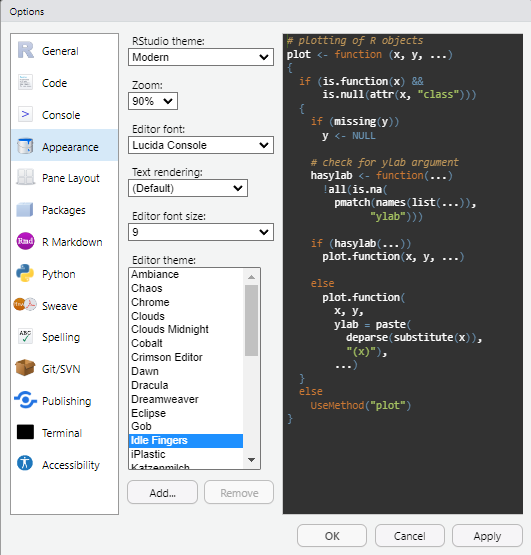 Options
General
Code
Console
Appearance
Pane Layout
Packages
R Markdown
Python
Sweave
Spelling
Git/SVN
Publishing
Terminal
Accessibility
RStudio theme:
Modern
Zoom:
90%
Editor font:
Lucida Console
Text rendering:
(Default)
Editor font size:
9
Editor theme:
Ambiance
Chaos
Chrome
Clouds
Clouds Midnight
Cobalt
Crimson Editor
Dawn
Dracula
Dreamweaver
Eclipse
Gob
Idle Fingers
iPlastic
Katzenmilch
Add...
Remove
# plotting of R objects
plot <- function (x, y, ...)
{
  if (is.function(x) &&
      is.null(attr(x, "class")))
  {
    if (missing(y))
      y <- NULL

    # check for ylab argument
    hasylab <- function(...)
      !all(is.na(
        pmatch(names(list(...)),
              "ylab")))

    if (hasylab(...))
      plot.function(x, y, ...)

    else
      plot.function(
        x, y,
        ylab = paste(
          deparse(substitute(x)),
          "(x)"),
        ...)
  }
  else
    UseMethod("plot")
}
OK
Cancel
Apply